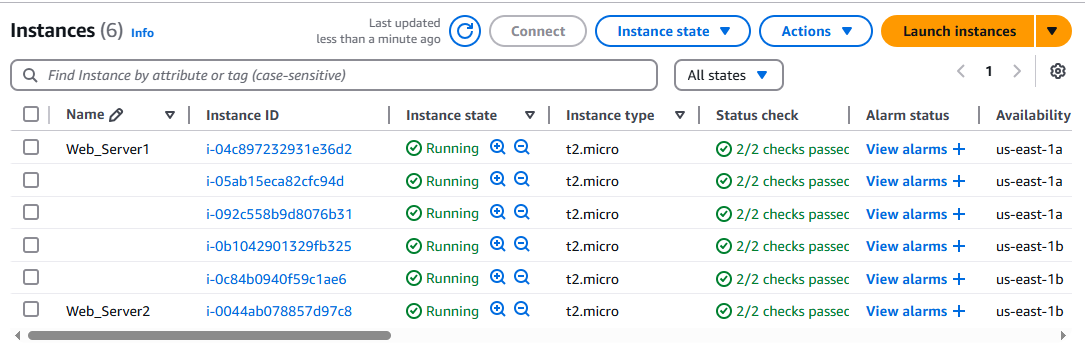 Instances (6) Info
Last updated
less than a minute ago
Connect
Instance state
Actions
Launch instances
Find Instance by attribute or tag (case-sensitive)
All states
1
Name Instance ID Instance state Instance type Status check Alarm status Availability
Web_Server1 i-04c897232931e36d2 Running t2.micro 2/2 checks passec View alarms + us-east-1a
i-05ab15eca82cfc94d Running t2.micro 2/2 checks passec View alarms + us-east-1a
i-092c558b9d8076b31 Running t2.micro 2/2 checks passec View alarms + us-east-1a
i-0b1042901329fb325 Running t2.micro 2/2 checks passec View alarms + us-east-1b
i-0c84b0940f59c1ae6 Running t2.micro 2/2 checks passec View alarms + us-east-1b
Web_Server2 i-0044ab078857d97c8 Running t2.micro 2/2 checks passec View alarms + us-east-1b